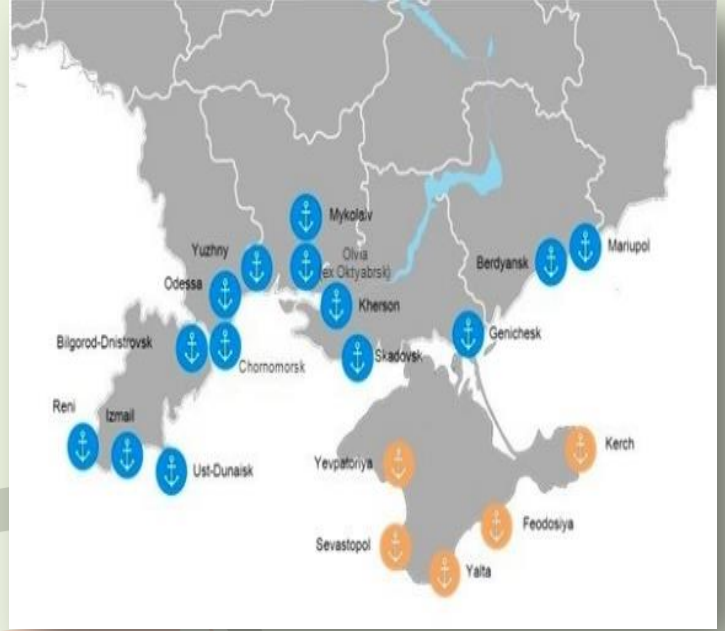 Mykolaiv
Yuzhny
Olvia
(ex Oktyabrsk)
Odessa
Kherson
Mariupol
Berdyansk
Genichesk
Bilgorod-Dnistrovsk
Chornomorsk
Skadovsk
Reni
Izmail
Ust-Dunaisk
Yevpatoriya
Kerch
Feodosiya
Sevastopol
Yalta